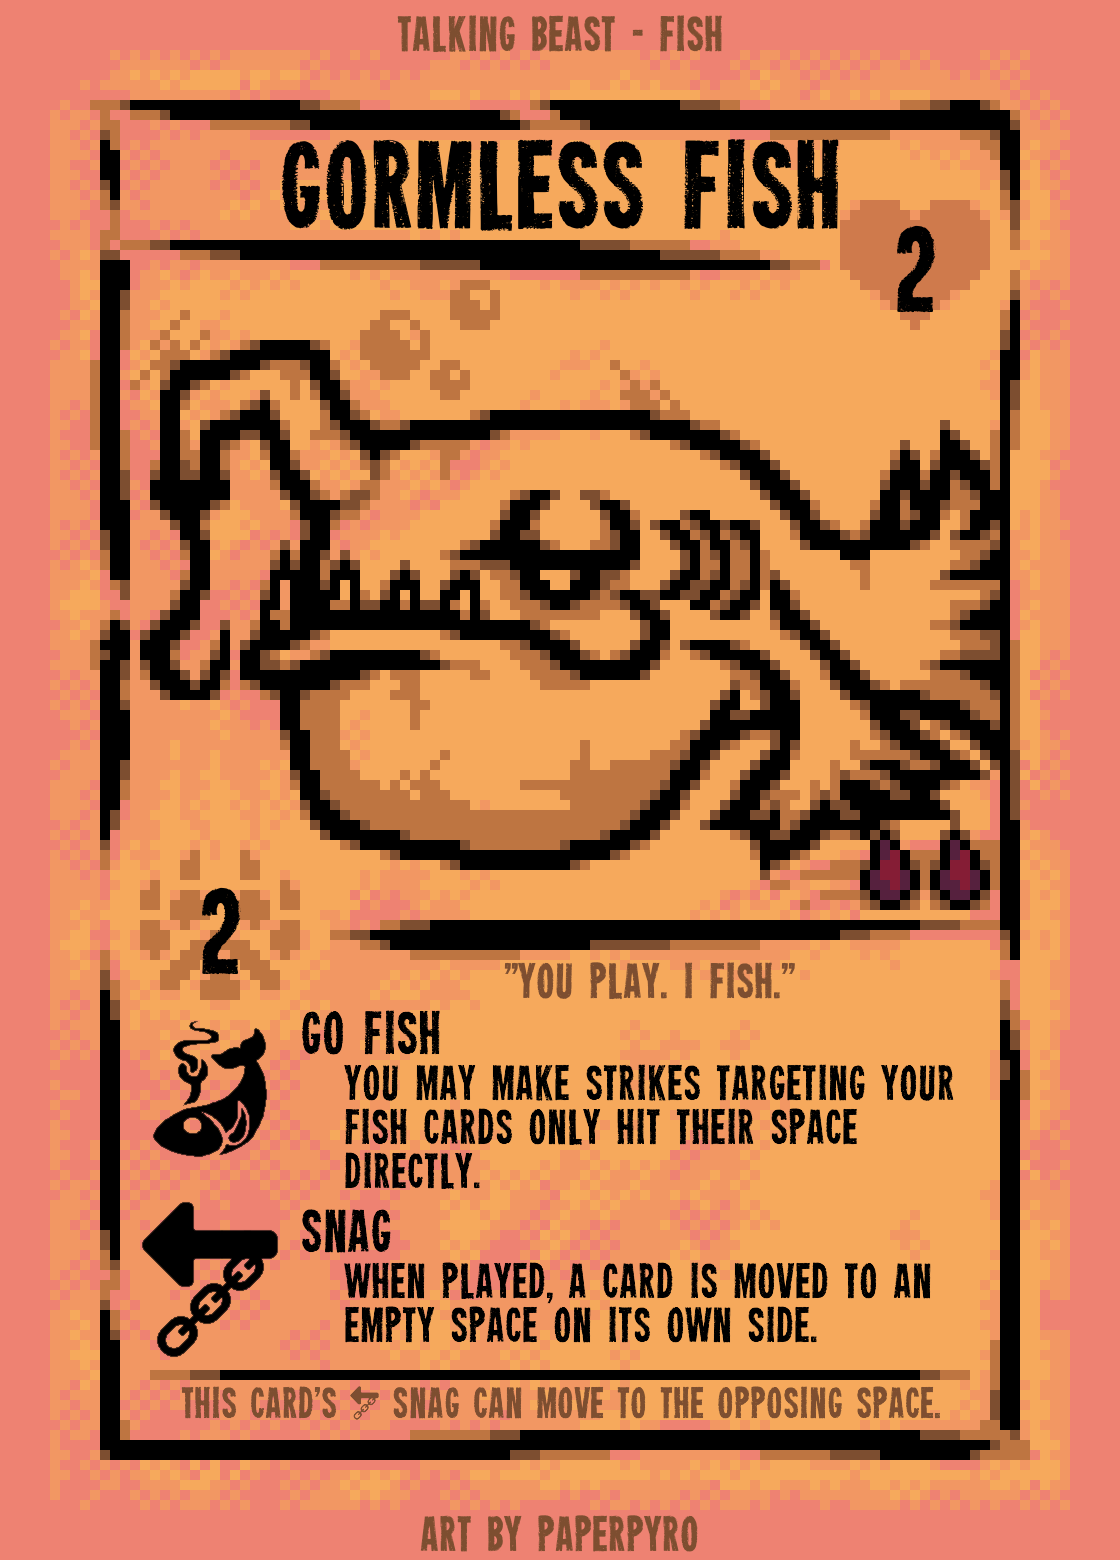 TALKING BEAST - FISH
GORMLESS FISH
2
2
"YOU PLAY. I FISH."
GO FISH
YOU MAY MAKE STRIKES TARGETING YOUR
FISH CARDS ONLY HIT THEIR SPACE
DIRECTLY.
SNAG
WHEN PLAYED, A CARD IS MOVED TO AN
EMPTY SPACE ON ITS OWN SIDE.
THIS CARD'S SNAG CAN MOVE TO THE OPPOSING SPACE.
ART BY PAPERPYRO